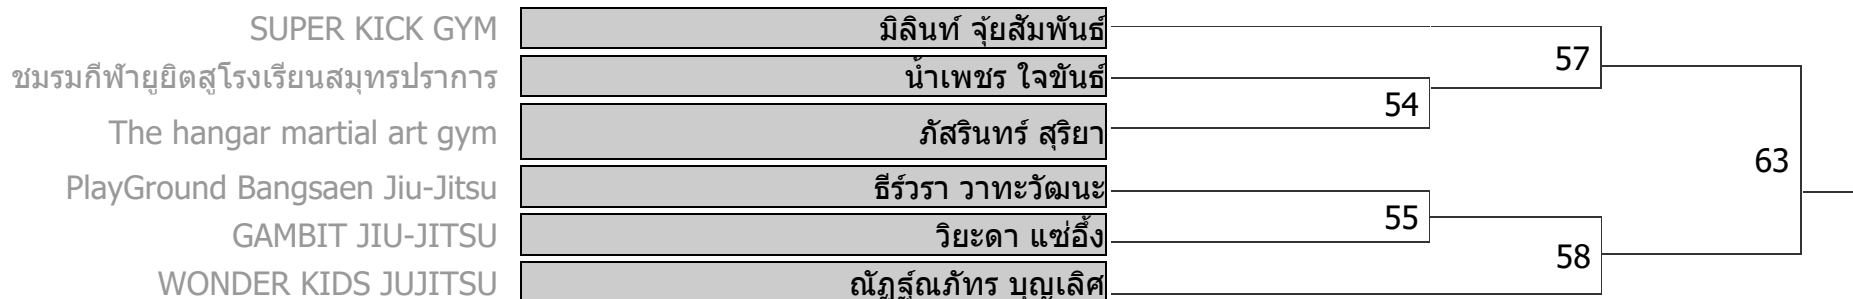 SUPER KICK GYM มิลินท์ จุ้ยสัมพันธ์
57
ชมรมกีฬายูยิตสูโรงเรียนสมุทรปราการ น้ำเพชร ใจขันธ์
54
The hangar martial art gym ภัสรินทร์ สุริยา
63
PlayGround Bangsaen Jiu-Jitsu ธีร์วรา วาทะวัฒนะ
55
GAMBIT JIU-JITSU วิยะดา แซ่อึ้ง
58
WONDER KIDS JUJITSU ณัฏฐ์ณภัทร บุญเลิศ